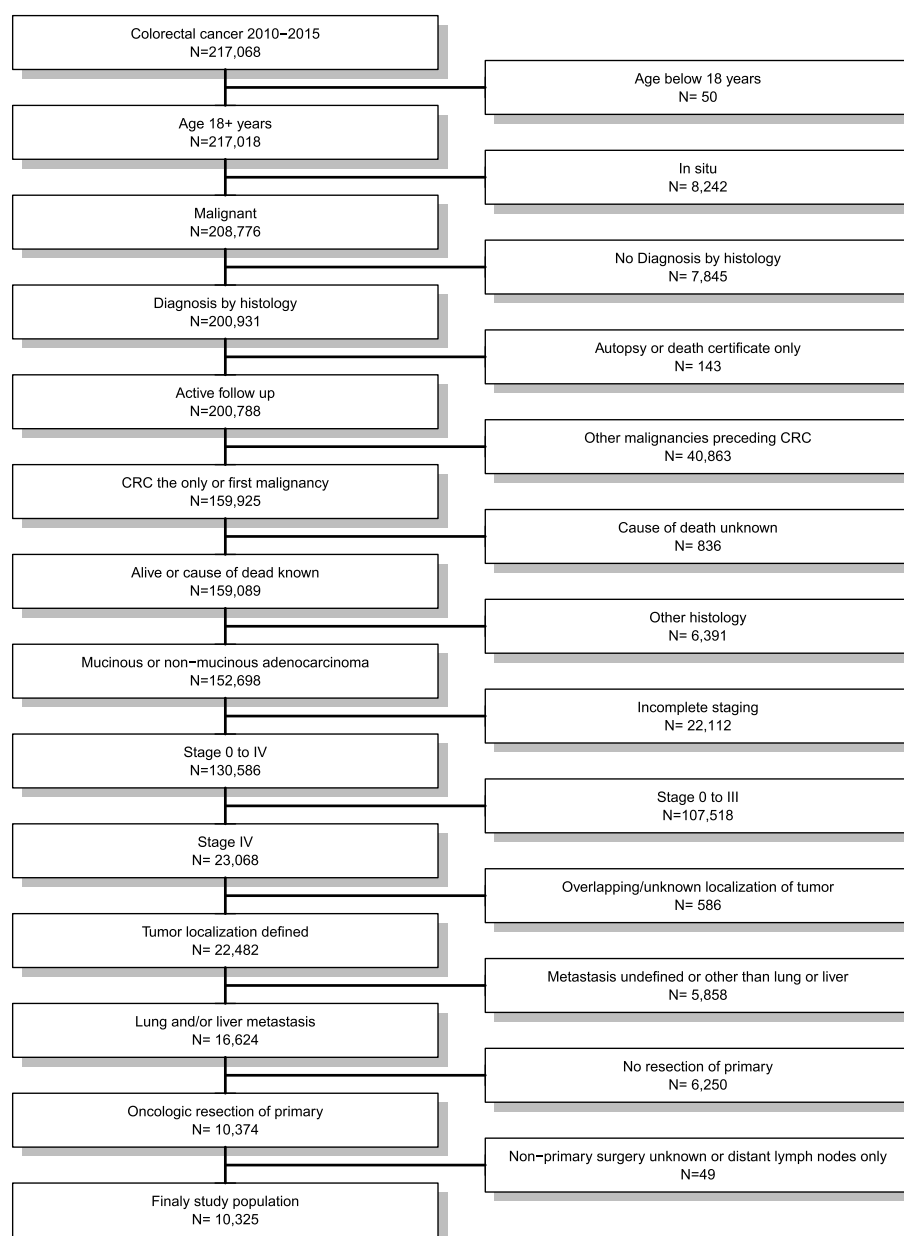 Colorectal cancer 2010−2015
N=217,068
Age below 18 years
N= 50
Age 18+ years
N=217,018
In situ
N= 8,242
Malignant
N=208,776
No Diagnosis by histology
N= 7,845
Diagnosis by histology
N=200,931
Autopsy or death certificate only
N= 143
Active follow up
N=200,788
Other malignancies preceding CRC
N= 40,863
CRC the only or first malignancy
N=159,925
Cause of death unknown
N= 836
Alive or cause of dead known
N=159,089
Other histology
N= 6,391
Mucinous or non−mucinous adenocarcinoma
N=152,698
Incomplete staging
N= 22,112
Stage 0 to IV
N=130,586
Stage 0 to III
N=107,518
Stage IV
N= 23,068
Overlapping/unknown localization of tumor
N= 586
Tumor localization defined
N= 22,482
Metastasis undefined or other than lung or liver
N= 5,858
Lung and/or liver metastasis
N= 16,624
No resection of primary
N= 6,250
Oncologic resection of primary
N= 10,374
Non−primary surgery unknown or distant lymph nodes only
N=49
Finaly study population
N= 10,325